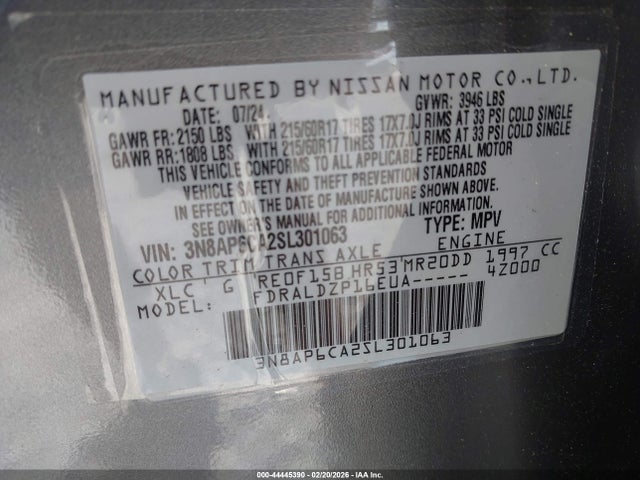 MANUFACTURED BY NISSAN MOTOR CO., LTD.
DATE: 07/24 GVWR: 3946 LBS
GAWR FR: 2150 LBS WITH 215/60R17 TIRES 17X7.0J RIMS AT 33 PSI COLD SINGLE
GAWR RR: 1808 LBS WITH 215/60R17 TIRES 17X7.0J RIMS AT 33 PSI COLD SINGLE
THIS VEHICLE CONFORMS TO ALL APPLICABLE FEDERAL MOTOR
VEHICLE SAFETY AND THEFT PREVENTION STANDARDS
IN EFFECT ON THE DATE OF MANUFACTURE SHOWN ABOVE.
SEE OWNER'S MANUAL FOR ADDITIONAL INFORMATION
VIN: 3N8AP6CA2SL301063 TYPE: MPV
COLOR TRIM TRANS AXLE ENGINE
XLC G RE0F15B HR53 MR20DD 1997 CC
MODEL: FDRALDZP16EUA----- 4Z000
3N8AP6CA2SL301063
000-44445390 | 02/20/2026 | IAA Inc.